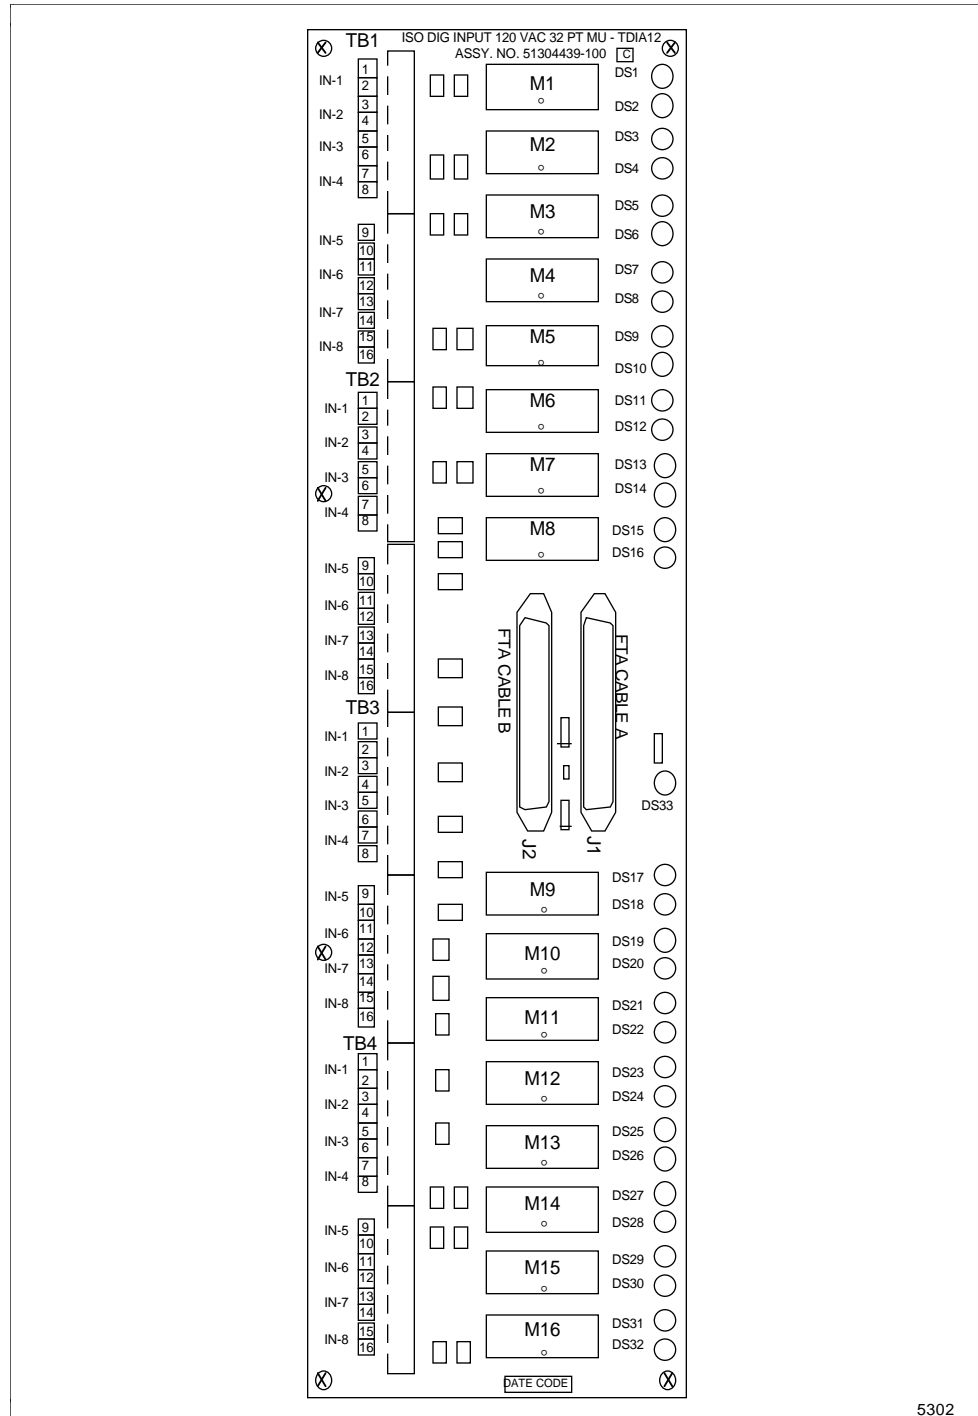 ISO DIG INPUT 120 VAC 32 PT MU - TDIA12
ASSY. NO. 51304439-100 C
TB1
IN-1 1 2
IN-2 3 4
IN-3 5 6
IN-4 7 8
IN-5 9 10
IN-6 11 12
IN-7 13 14
IN-8 15 16
TB2
IN-1 1 2
IN-2 3 4
IN-3 5 6
IN-4 7 8
IN-5 9 10
IN-6 11 12
IN-7 13 14
IN-8 15 16
TB3
IN-1 1 2
IN-2 3 4
IN-3 5 6
IN-4 7 8
IN-5 9 10
IN-6 11 12
IN-7 13 14
IN-8 15 16
TB4
IN-1 1 2
IN-2 3 4
IN-3 5 6
IN-4 7 8
IN-5 9 10
IN-6 11 12
IN-7 13 14
IN-8 15 16
M1
M2
M3
M4
M5
M6
M7
M8
FTA CABLE B
FTA CABLE A
J2
J1
M9
M10
M11
M12
M13
M14
M15
M16
DS1
DS2
DS3
DS4
DS5
DS6
DS7
DS8
DS9
DS10
DS11
DS12
DS13
DS14
DS15
DS16
DS33
DS17
DS18
DS19
DS20
DS21
DS22
DS23
DS24
DS25
DS26
DS27
DS28
DS29
DS30
DS31
DS32
DATE CODE
5302